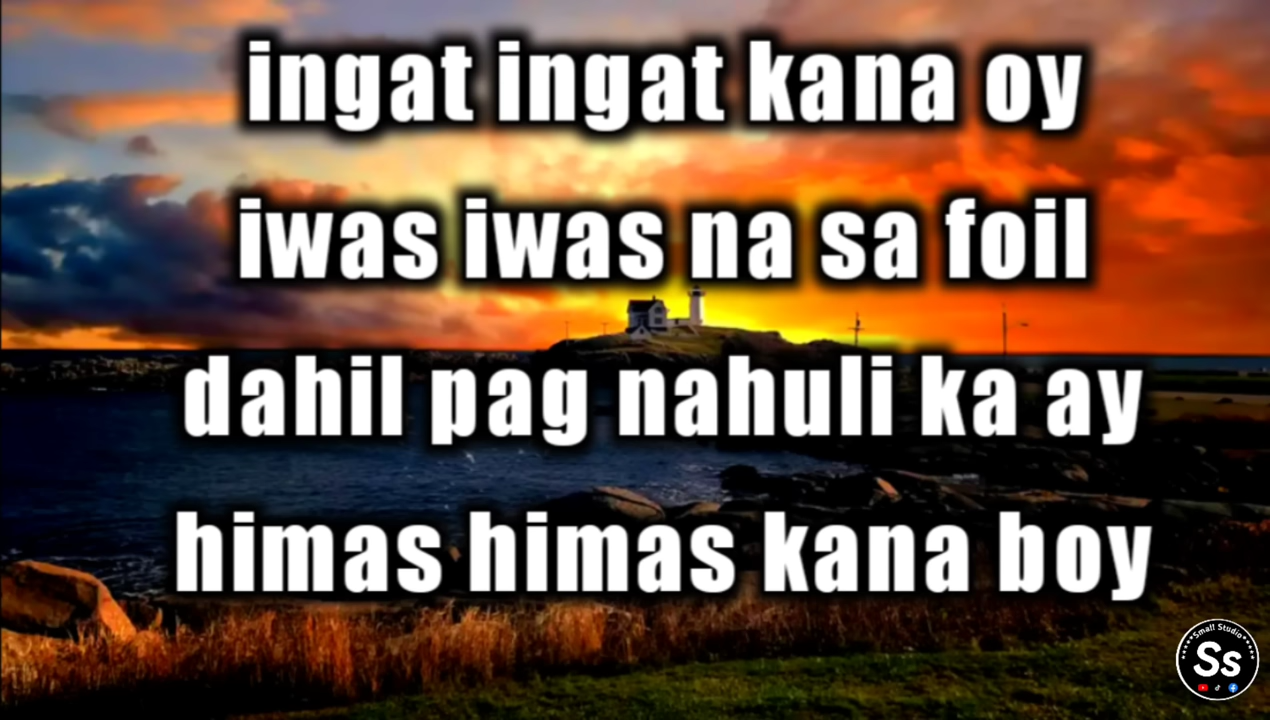 ingat ingat kana oy
iwas iwas na sa foil
dahil pag nahuli ka ay
himas himas kana boy
Small Studio
Ss